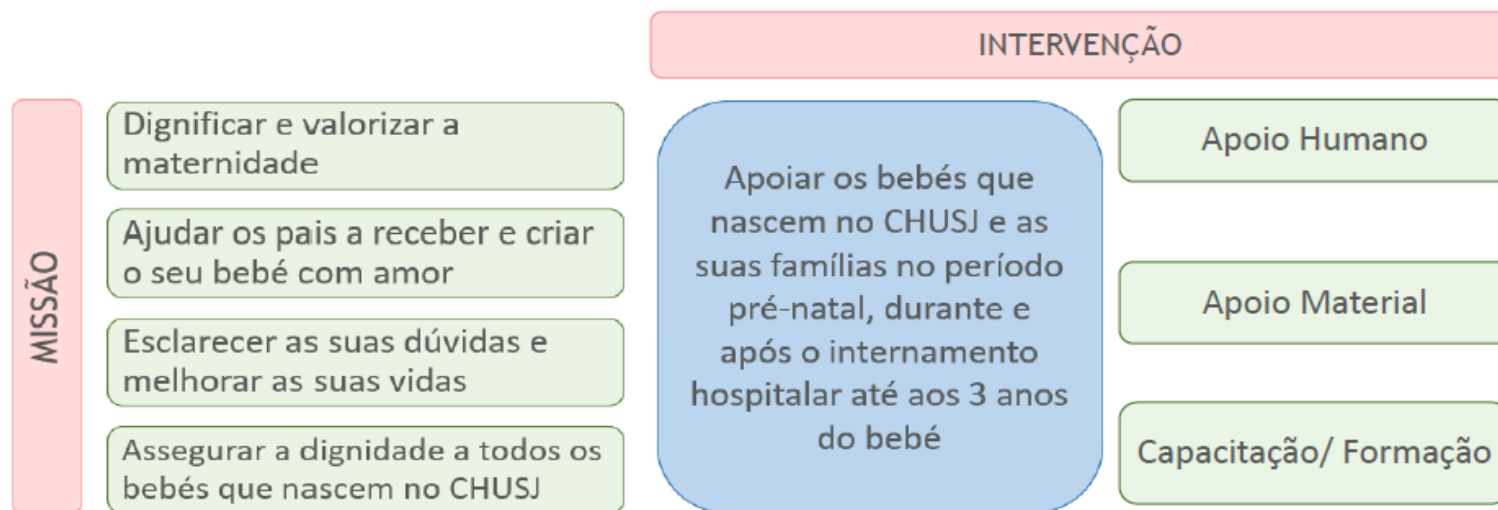 INTERVENÇÃO
MISSÃO
Dignificar e valorizar a
maternidade
Ajudar os pais a receber e criar
o seu bebé com amor
Esclarecer as suas dúvidas e
melhorar as suas vidas
Assegurar a dignidade a todos os
bebés que nascem no CHUSJ
Apoiar os bebés que
nascem no CHUSJ e as
suas famílias no período
pré-natal, durante e
após o internamento
hospitalar até aos 3 anos
do bebé
Apoio Humano
Apoio Material
Capacitação/ Formação